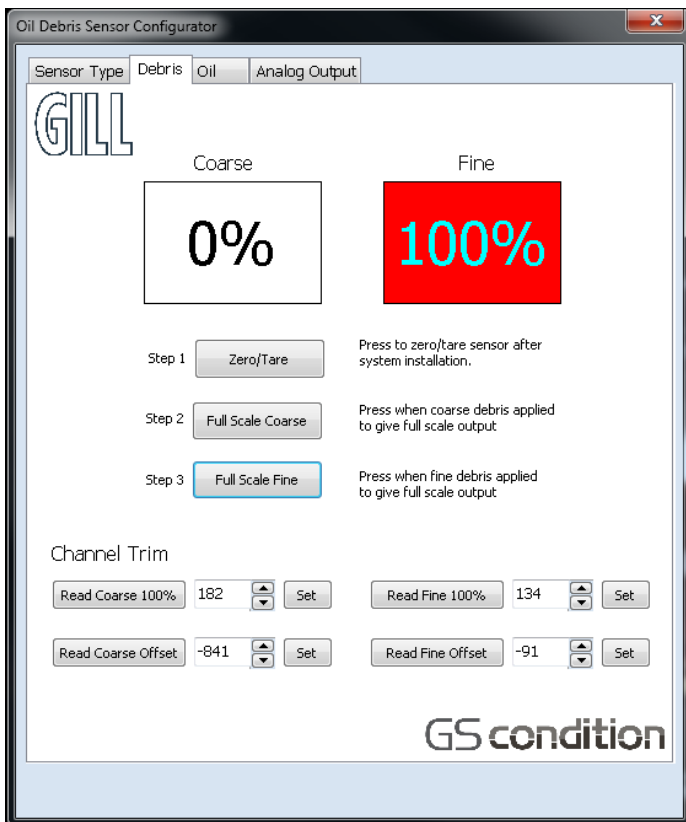 Oil Debris Sensor Configurator
Sensor Type
Debris
Oil
Analog Output
GILL
Coarse
Fine
0%
100%
Step 1
Zero/Tare
Press to zero/tare sensor after
system installation.
Step 2
Full Scale Coarse
Press when coarse debris applied
to give full scale output
Step 3
Full Scale Fine
Press when fine debris applied
to give full scale output
Channel Trim
Read Coarse 100%
182
Set
Read Fine 100%
134
Set
Read Coarse Offset
-841
Set
Read Fine Offset
-91
Set
GS condition